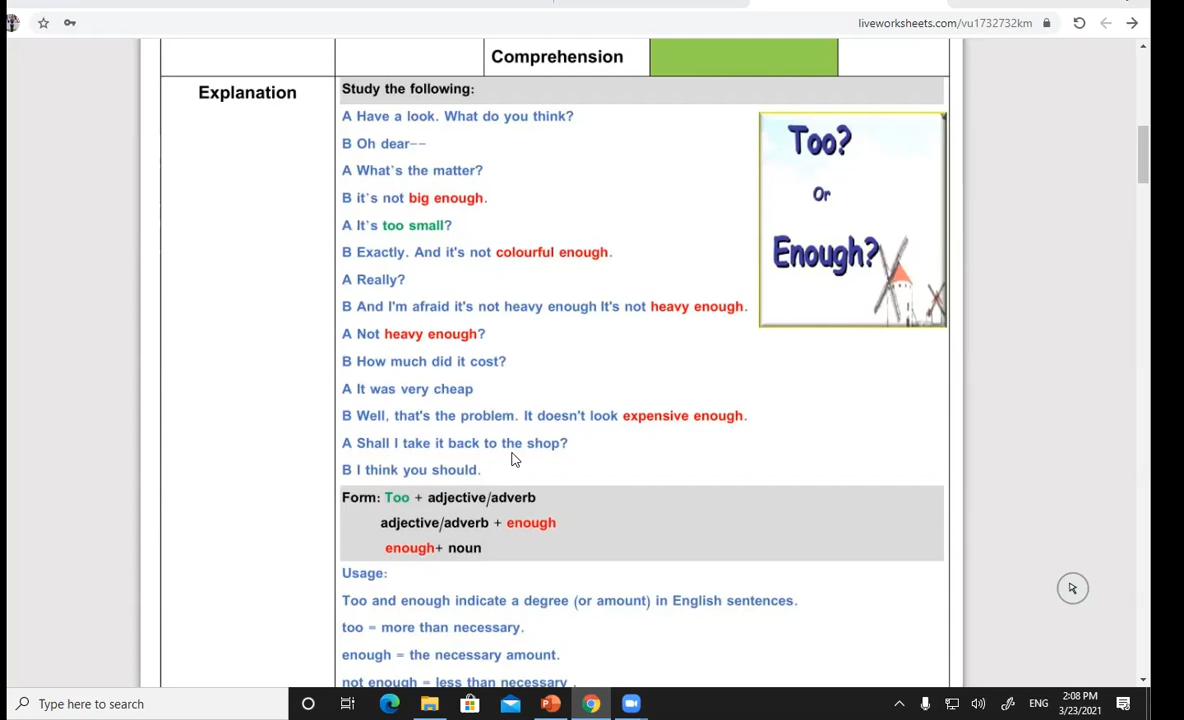 liveworksheets.com/vu1732732km
Comprehension
Explanation
Study the following:
A Have a look. What do you think?
B Oh dear--
A What's the matter?
B it's not big enough.
A It's too small?
B Exactly. And it's not colourful enough.
A Really?
B And I'm afraid it's not heavy enough It's not heavy enough.
A Not heavy enough?
B How much did it cost?
A It was very cheap
B Well, that's the problem. It doesn't look expensive enough.
A Shall I take it back to the shop?
B I think you should.
Too?
Or
Enough?
Form: Too + adjective/adverb
adjective/adverb + enough
enough+ noun
Usage:
Too and enough indicate a degree (or amount) in English sentences.
too = more than necessary.
enough = the necessary amount.
not enough = less than necessary .
Type here to search
ENG
2:08 PM
3/23/2021